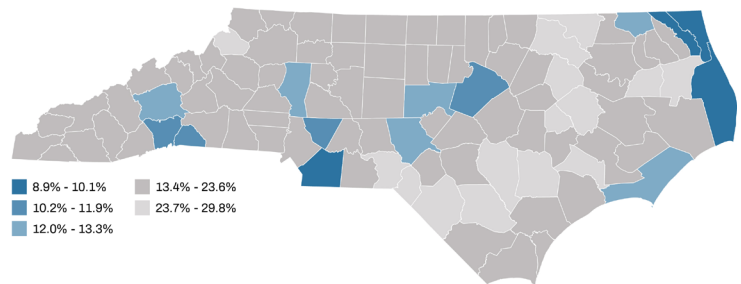 8.9% - 10.1%
10.2% - 11.9%
12.0% - 13.3%
13.4% - 23.6%
23.7% - 29.8%